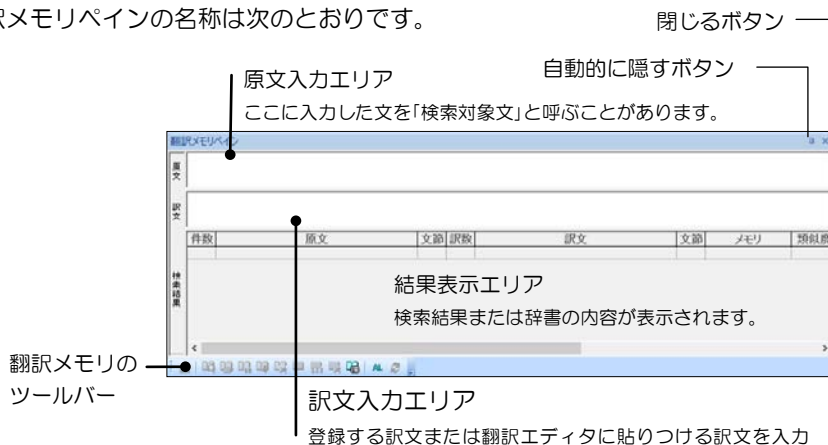 訳メモリペインの名称は次のとおりです。
閉じるボタン
自動的に隠すボタン
原文入力エリア
ここに入力した文を「検索対象文」と呼ぶことがあります。
翻訳メモリペイン
原文
訳文
件数 原文 文節 訳数 訳文 文節 メモリ 類似度
検索結果
結果表示エリア
検索結果または辞書の内容が表示されます。
AL
翻訳メモリの
ツールバー
訳文入力エリア
登録する訳文または翻訳エディタに貼りつける訳文を入力